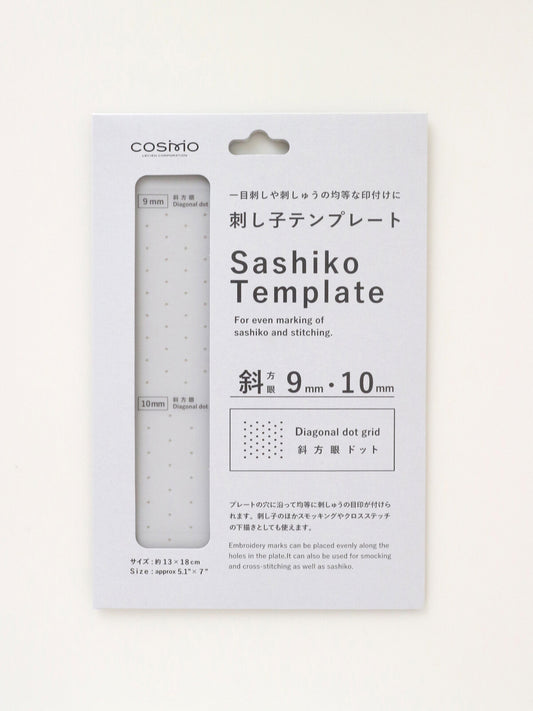 COSMO
LECIEN CORPORATION
一目刺しや刺しゅうの均等な印付けに
刺し子テンプレート
Sashiko
Template
For even marking of
sashiko and stitching.
斜方眼 9mm・10mm
Diagonal dot grid
斜方眼ドット
プレートの穴に沿って均等に刺しゅうの目印が付けら
れます。刺し子のほかスモッキングやクロスステッチ
の下描きとしても使えます。
Embroidery marks can be placed evenly along the
holes in the plate.It can also be used for smocking
and cross-stitching as well as sashiko.
9mm 斜方眼
Diagonal dot
10mm 斜方眼
Diagonal dot
サイズ：約13×18cm
Size : approx 5.1"× 7"